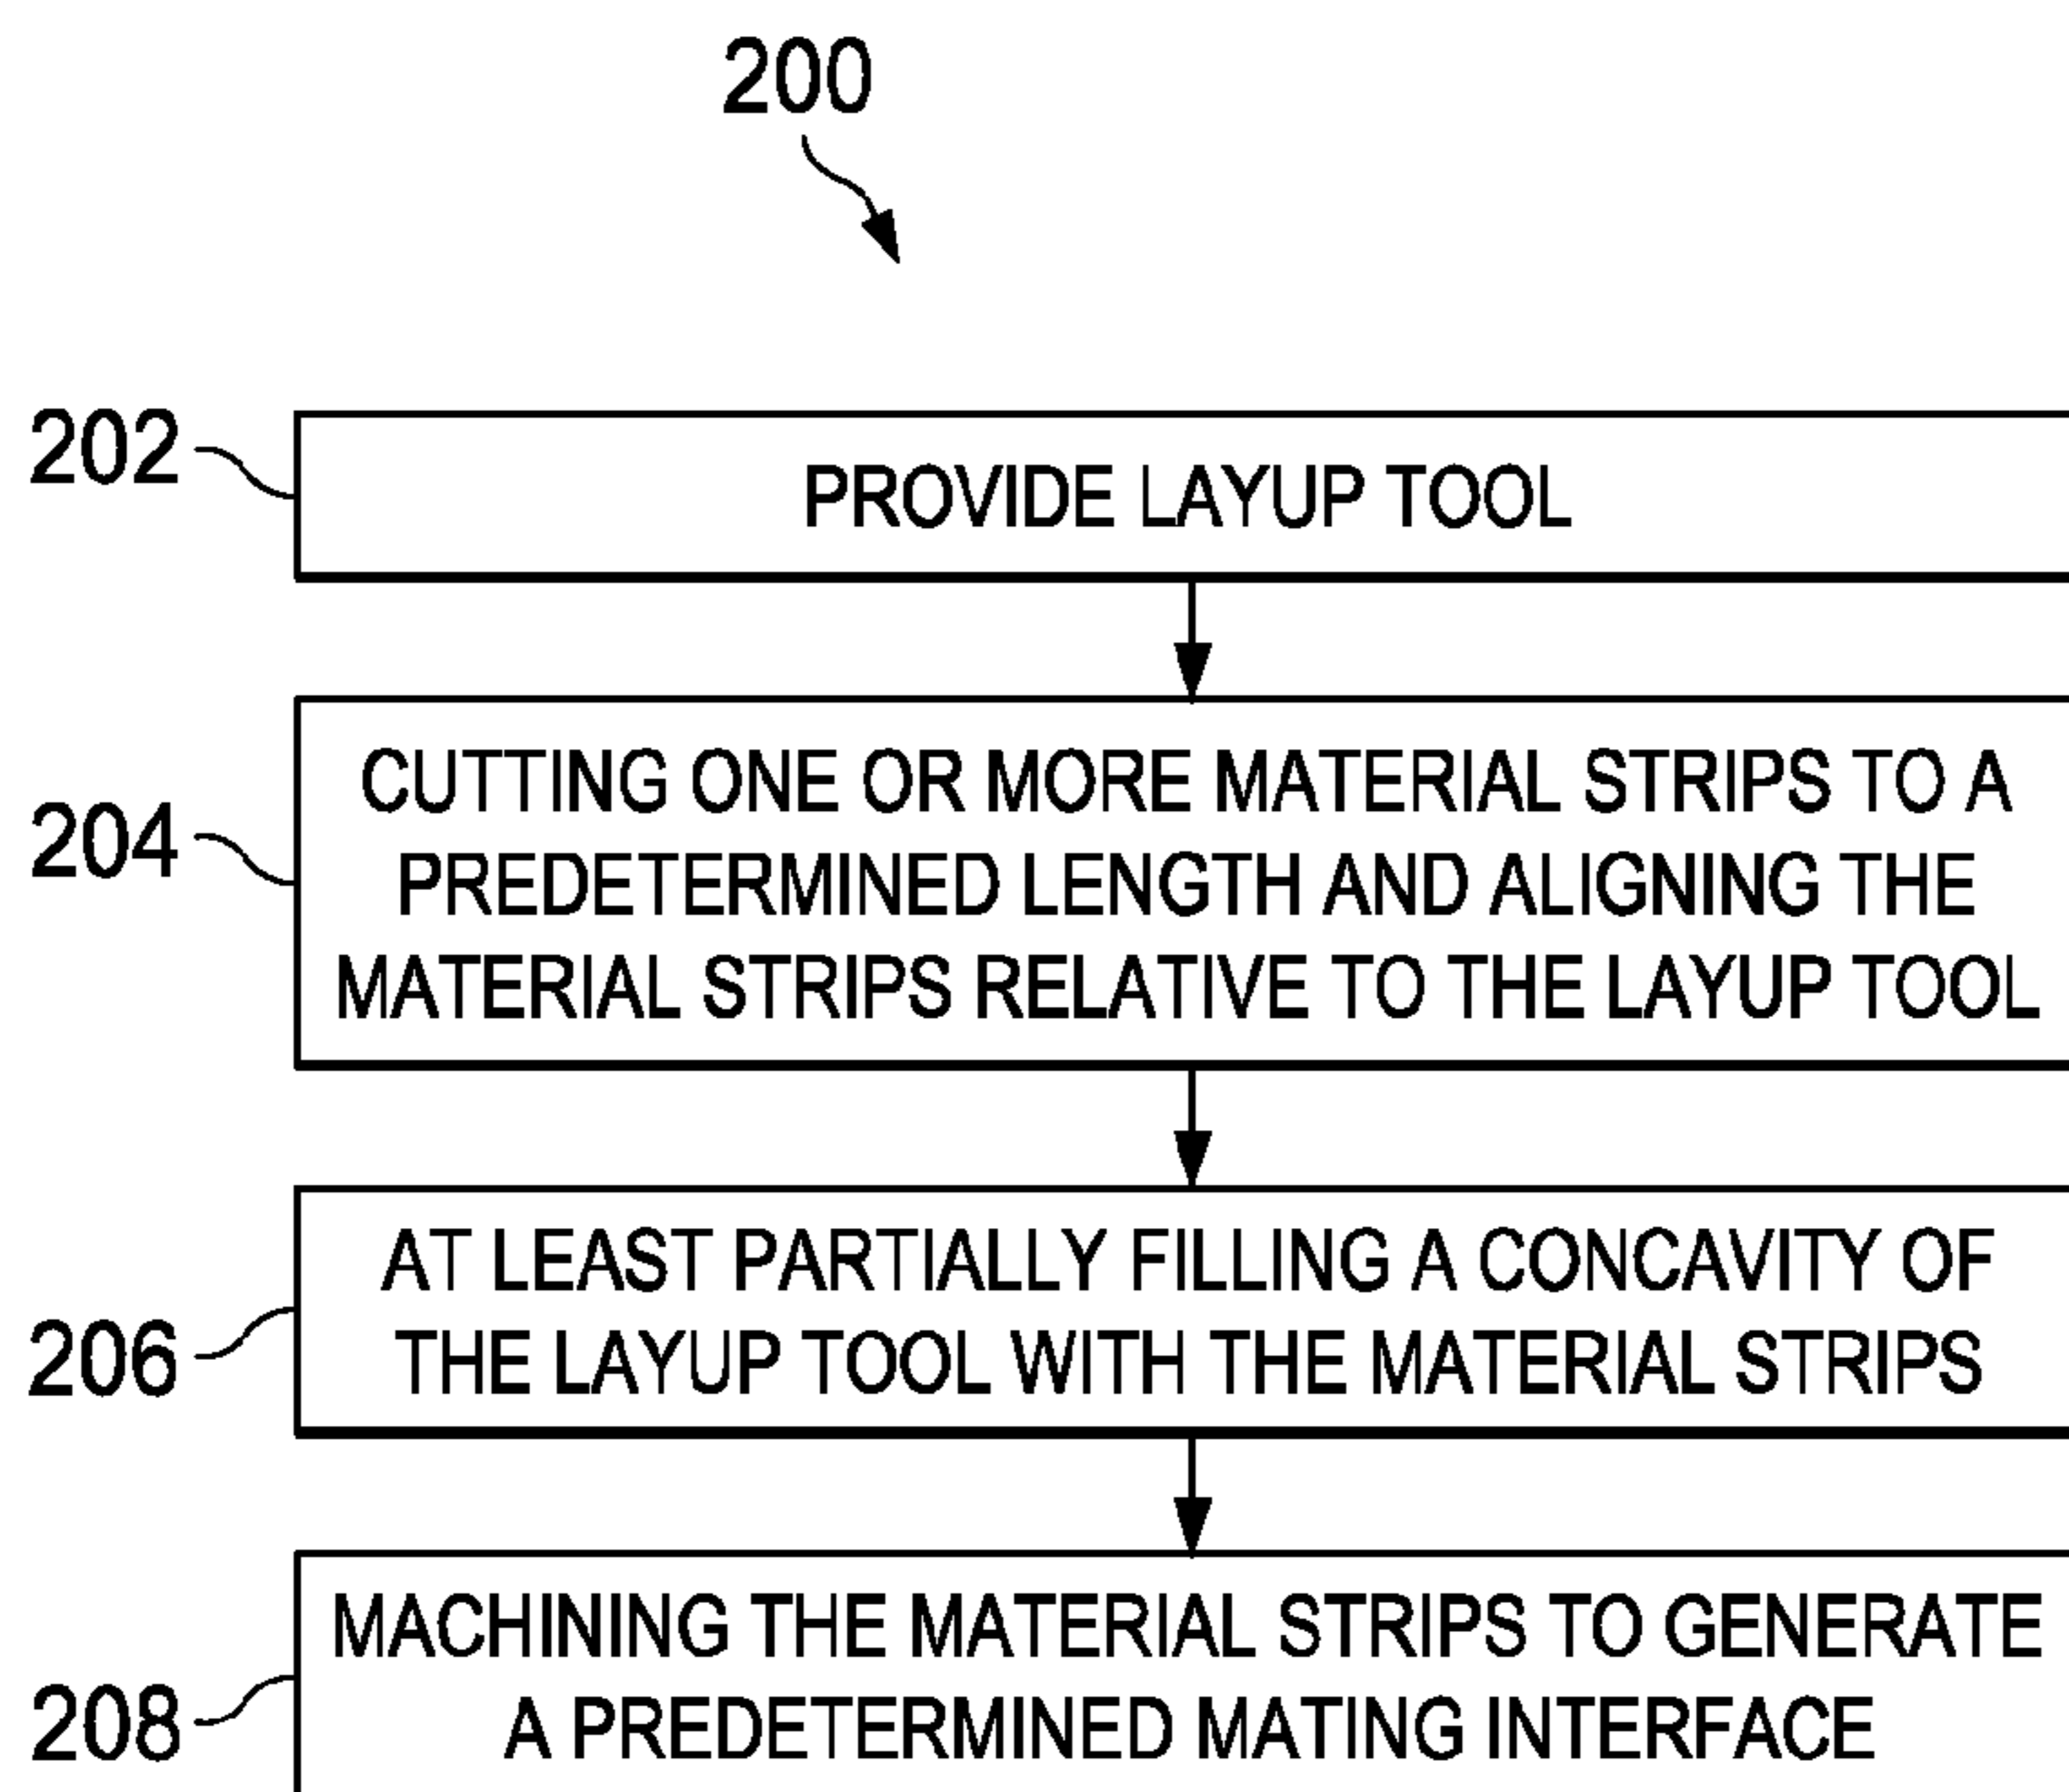 200
202
PROVIDE LAYUP TOOL
204
CUTTING ONE OR MORE MATERIAL STRIPS TO A
PREDETERMINED LENGTH AND ALIGNING THE
MATERIAL STRIPS RELATIVE TO THE LAYUP TOOL
206
AT LEAST PARTIALLY FILLING A CONCAVITY OF
THE LAYUP TOOL WITH THE MATERIAL STRIPS
208
MACHINING THE MATERIAL STRIPS TO GENERATE
A PREDETERMINED MATING INTERFACE